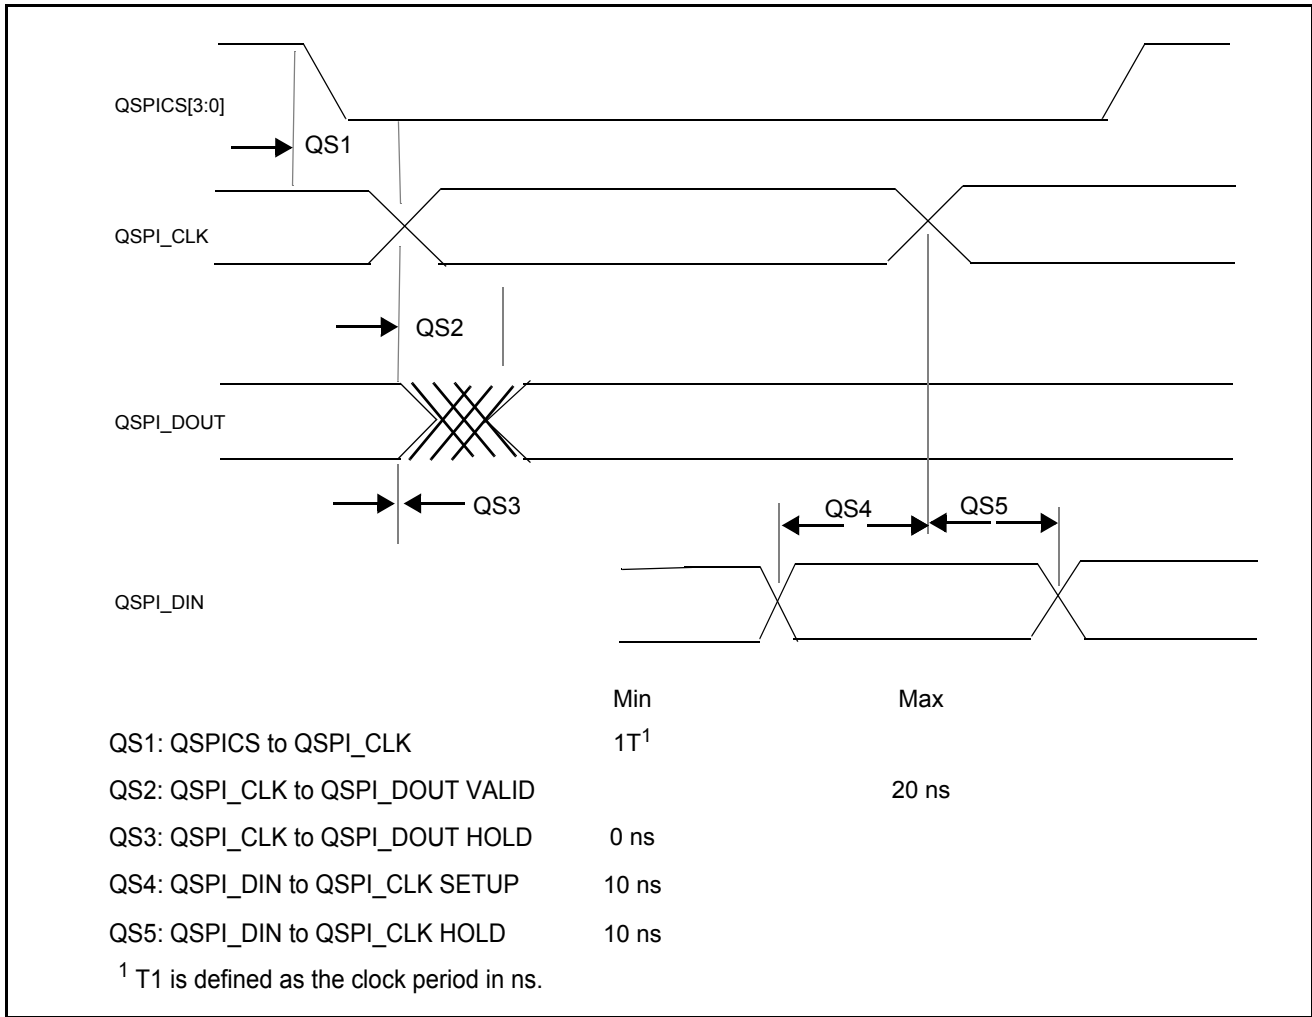 QSPICS[3:0]
QS1
QSPI_CLK
QS2
QSPI_DOUT
QS3
QS4
QS5
QSPI_DIN
Min Max
QS1: QSPICS to QSPI_CLK 1T1
QS2: QSPI_CLK to QSPI_DOUT VALID 20 ns
QS3: QSPI_CLK to QSPI_DOUT HOLD 0 ns
QS4: QSPI_DIN to QSPI_CLK SETUP 10 ns
QS5: QSPI_DIN to QSPI_CLK HOLD 10 ns
1 T1 is defined as the clock period in ns.